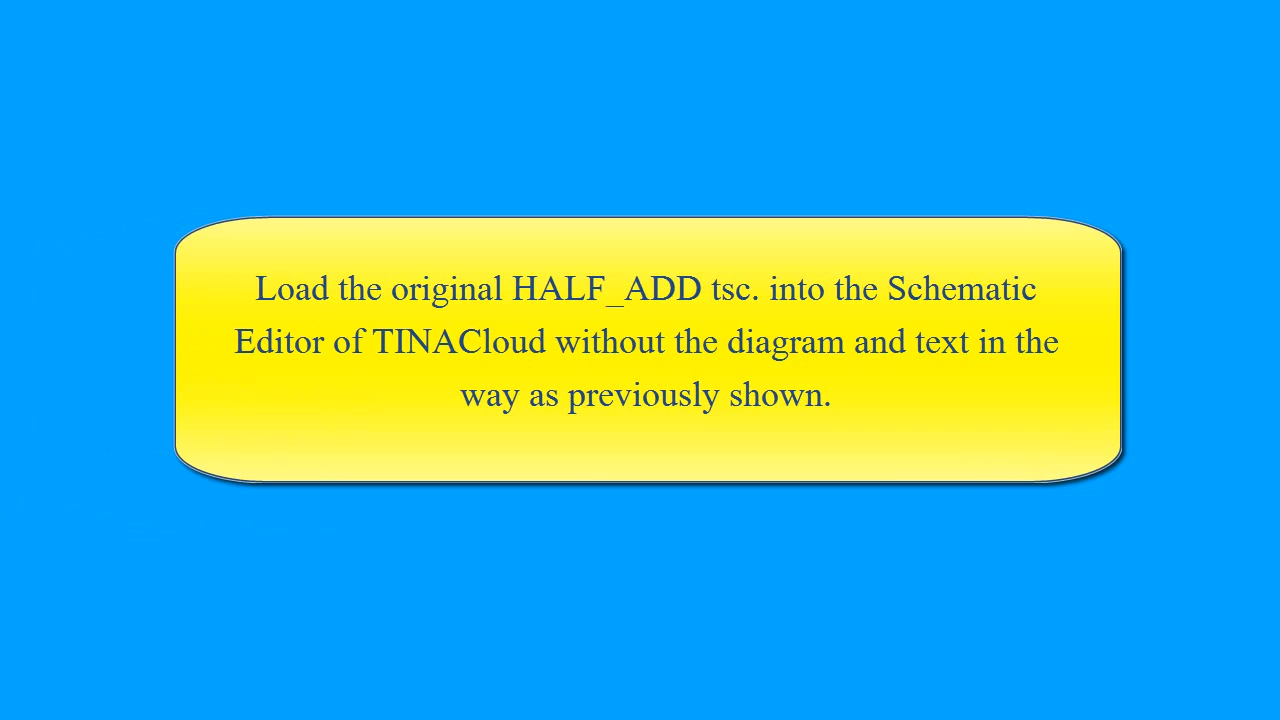 Load the original HALF_ADD tsc. into the Schematic
Editor of TINACloud without the diagram and text in the
way as previously shown.